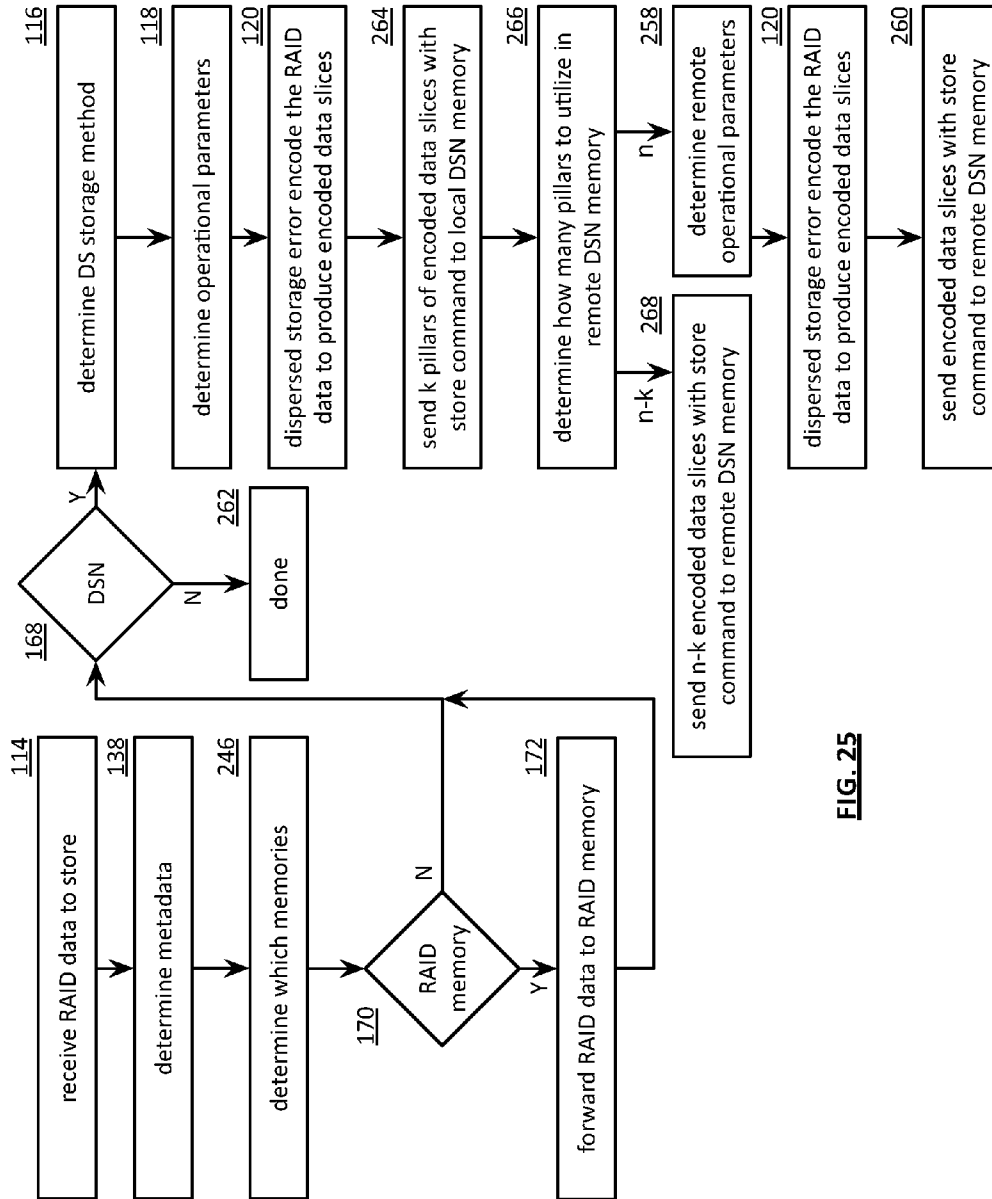 114
receive RAID data to store
138
determine metadata
246
determine which memories
170
RAID
memory
N
Y
172
forward RAID data to RAID memory
168
DSN
Y
N
262
done
116
determine DS storage method
118
determine operational parameters
120
dispersed storage error encode the RAID
data to produce encoded data slices
264
send k pillars of encoded data slices with
store command to local DSN memory
266
determine how many pillars to utilize in
remote DSN memory
n-k
n
268
send n-k encoded data slices with store
command to remote DSN memory
258
determine remote
operational parameters
120
dispersed storage error encode the RAID
data to produce encoded data slices
260
send encoded data slices with store
command to remote DSN memory
FIG. 25